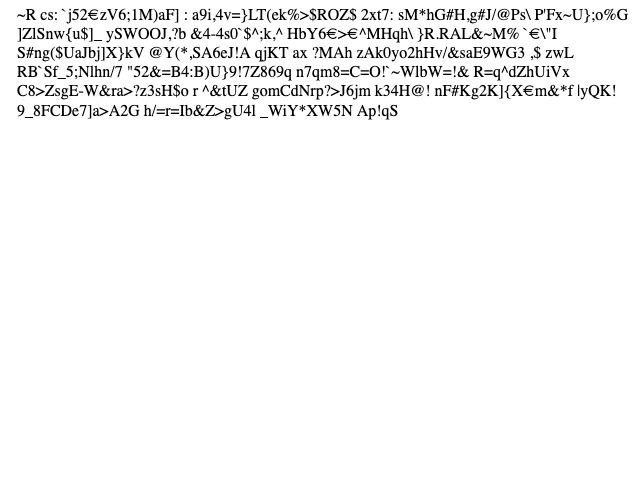 ~R cs: `j52€zV6;1M)aF] : a9i,4v=}LT(ek%>$ROZ$ 2xt7: sM*hG#H,g#J/@Ps\ P'Fx~U};o%G
]ZlSnw{u$]_ ySWOOJ,?b &4-4s0`$^;k,^ HbY6€>€^MHqh\ }R.RAL&~M% `€\"I
S#ng($UaJbj]X}kV @Y(*,SA6eJ!A qjKT ax ?MAh zAk0yo2hHv/&saE9WG3 ,$ zwL
RB`Sf_5;Nlhn/7 "52&=B4:B)U}9!7Z869q n7qm8=C=O!`~WlbW=!& R=q^dZhUiVx
C8>ZsgE-W&ra>?z3sH$o r ^&tUZ gomCdNrp?>J6jm k34H@! nF#Kg2K]{X€m&*f |yQK!
9_8FCDe7]a>A2G h/=r=Ib&Z>gU4l _WiY*XW5N Ap!qS